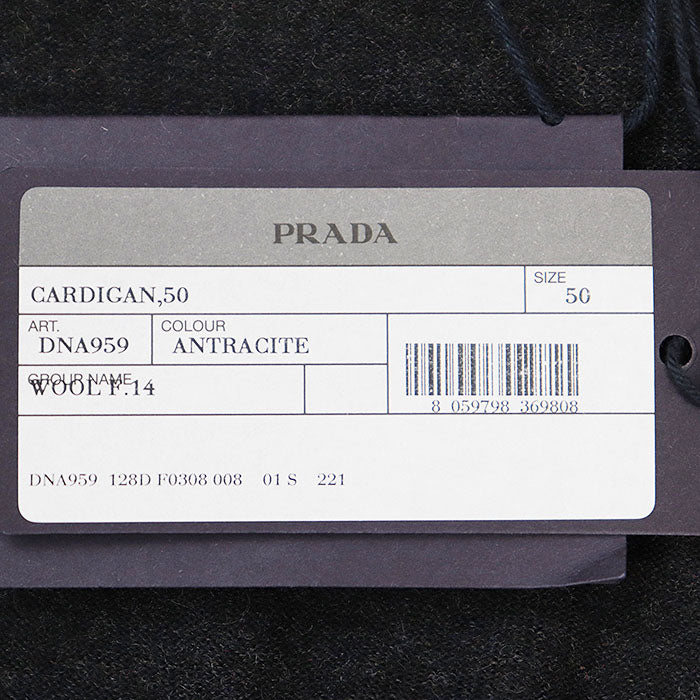 PRADA
CARDIGAN,50
SIZE
50
ART.
DNA959
COLOUR
ANTRACITE
GROUP NAME
WOOL F.14
8 059798 369808
DNA959 128D F0308 008 01 S 221